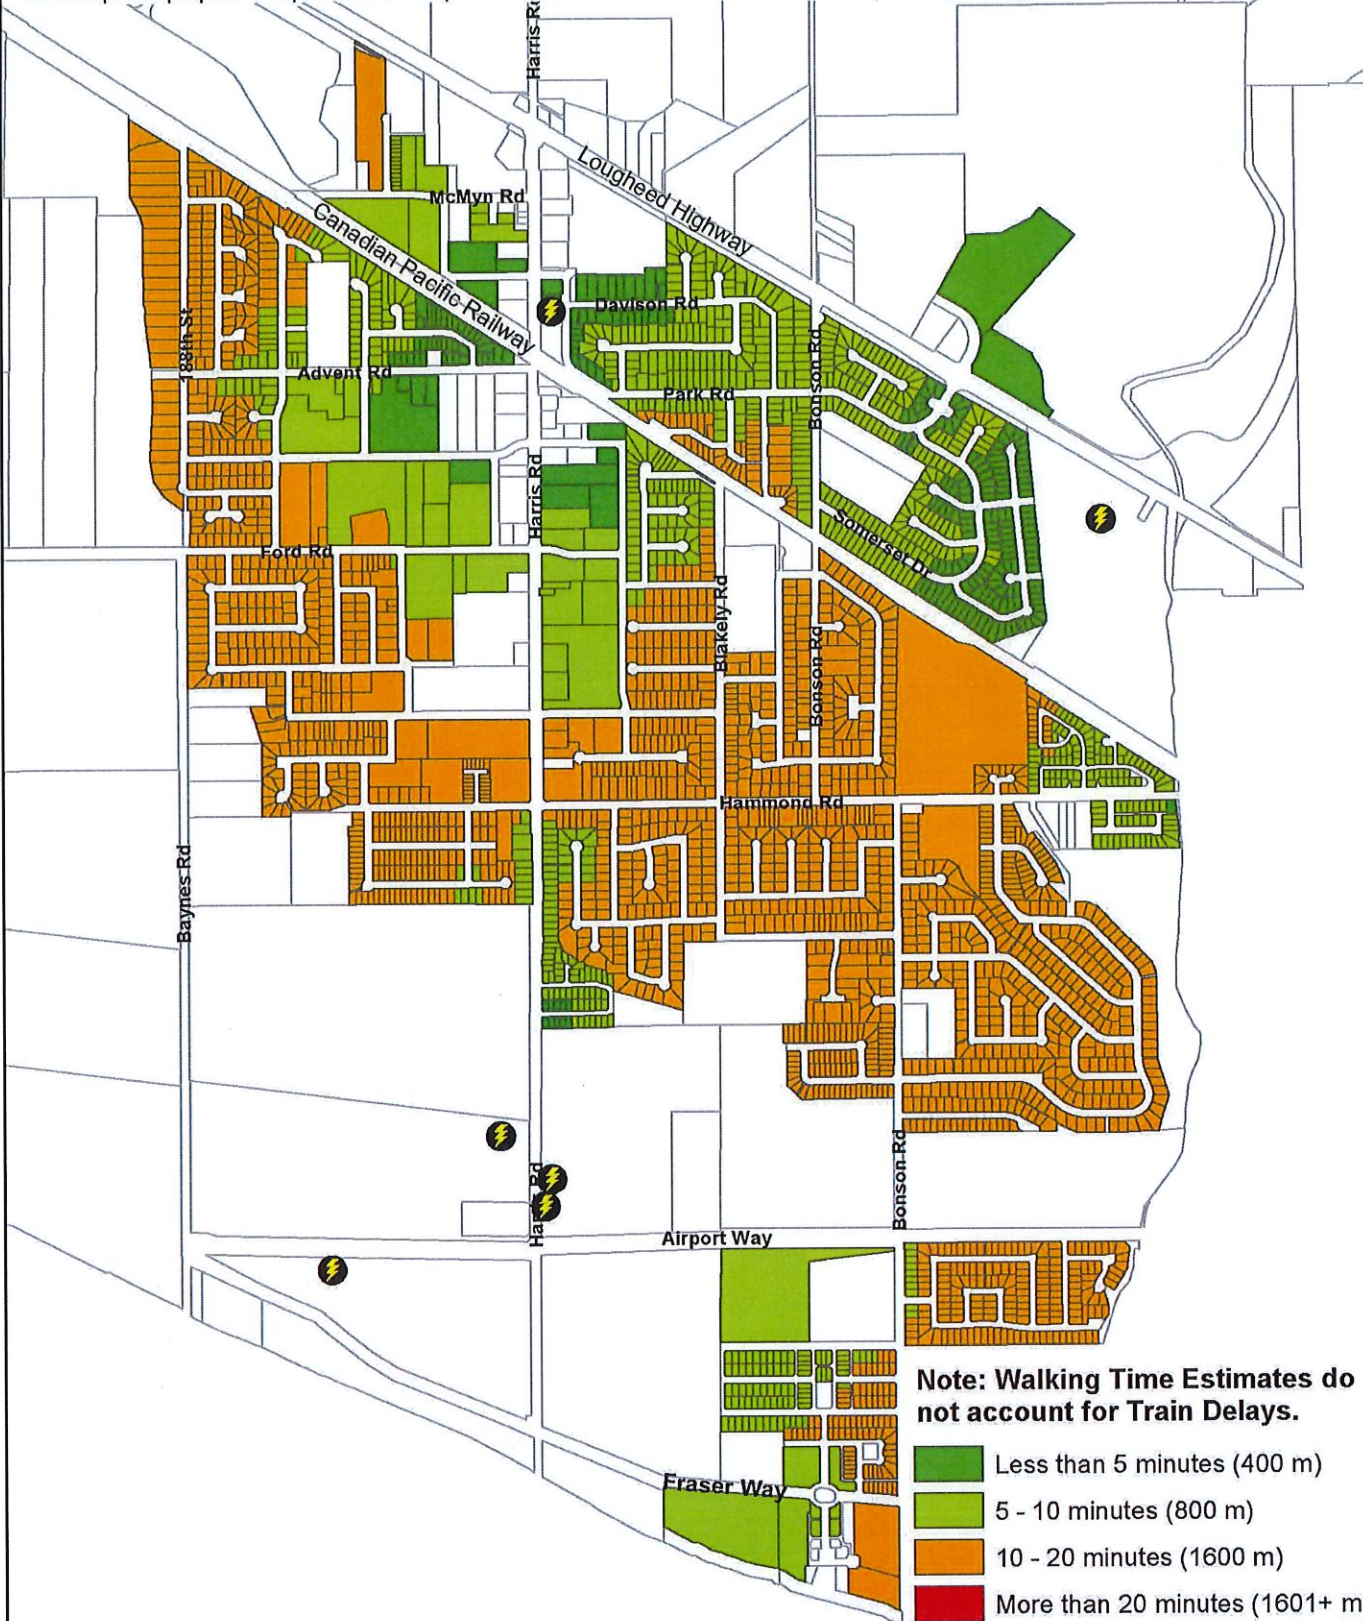 Harris Rd
Lougheed Highway
McMyn Rd
Canadian Pacific Railway
Davison Rd
188th St
Bonson Rd
Advent Rd
Park Rd
Harris Rd
Somerset Dr
Ford Rd
Blakely Rd
Bonson Rd
Hammond Rd
Baynes Rd
Bonson Rd
Airport Way
Note: Walking Time Estimates do
not account for Train Delays.
Less than 5 minutes (400 m)
Fraser Way
5 - 10 minutes (800 m)
10 - 20 minutes (1600 m)
More than 20 minutes (1601+ m